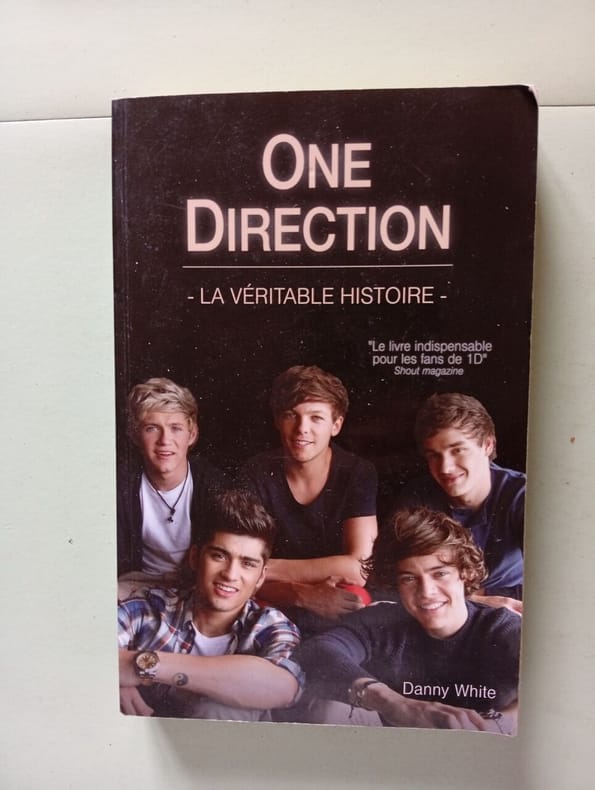 ONE
DIRECTION
- LA VÉRITABLE HISTOIRE -
"Le livre indispensable
pour les fans de 1D"
Shout magazine
Danny White